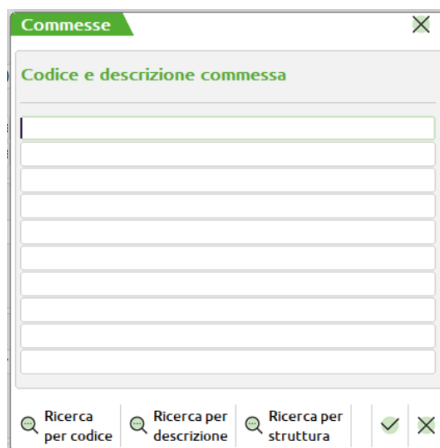 Commesse
Codice e descrizione commessa
Ricerca
per codice
Ricerca per
descrizione
Ricerca per
struttura